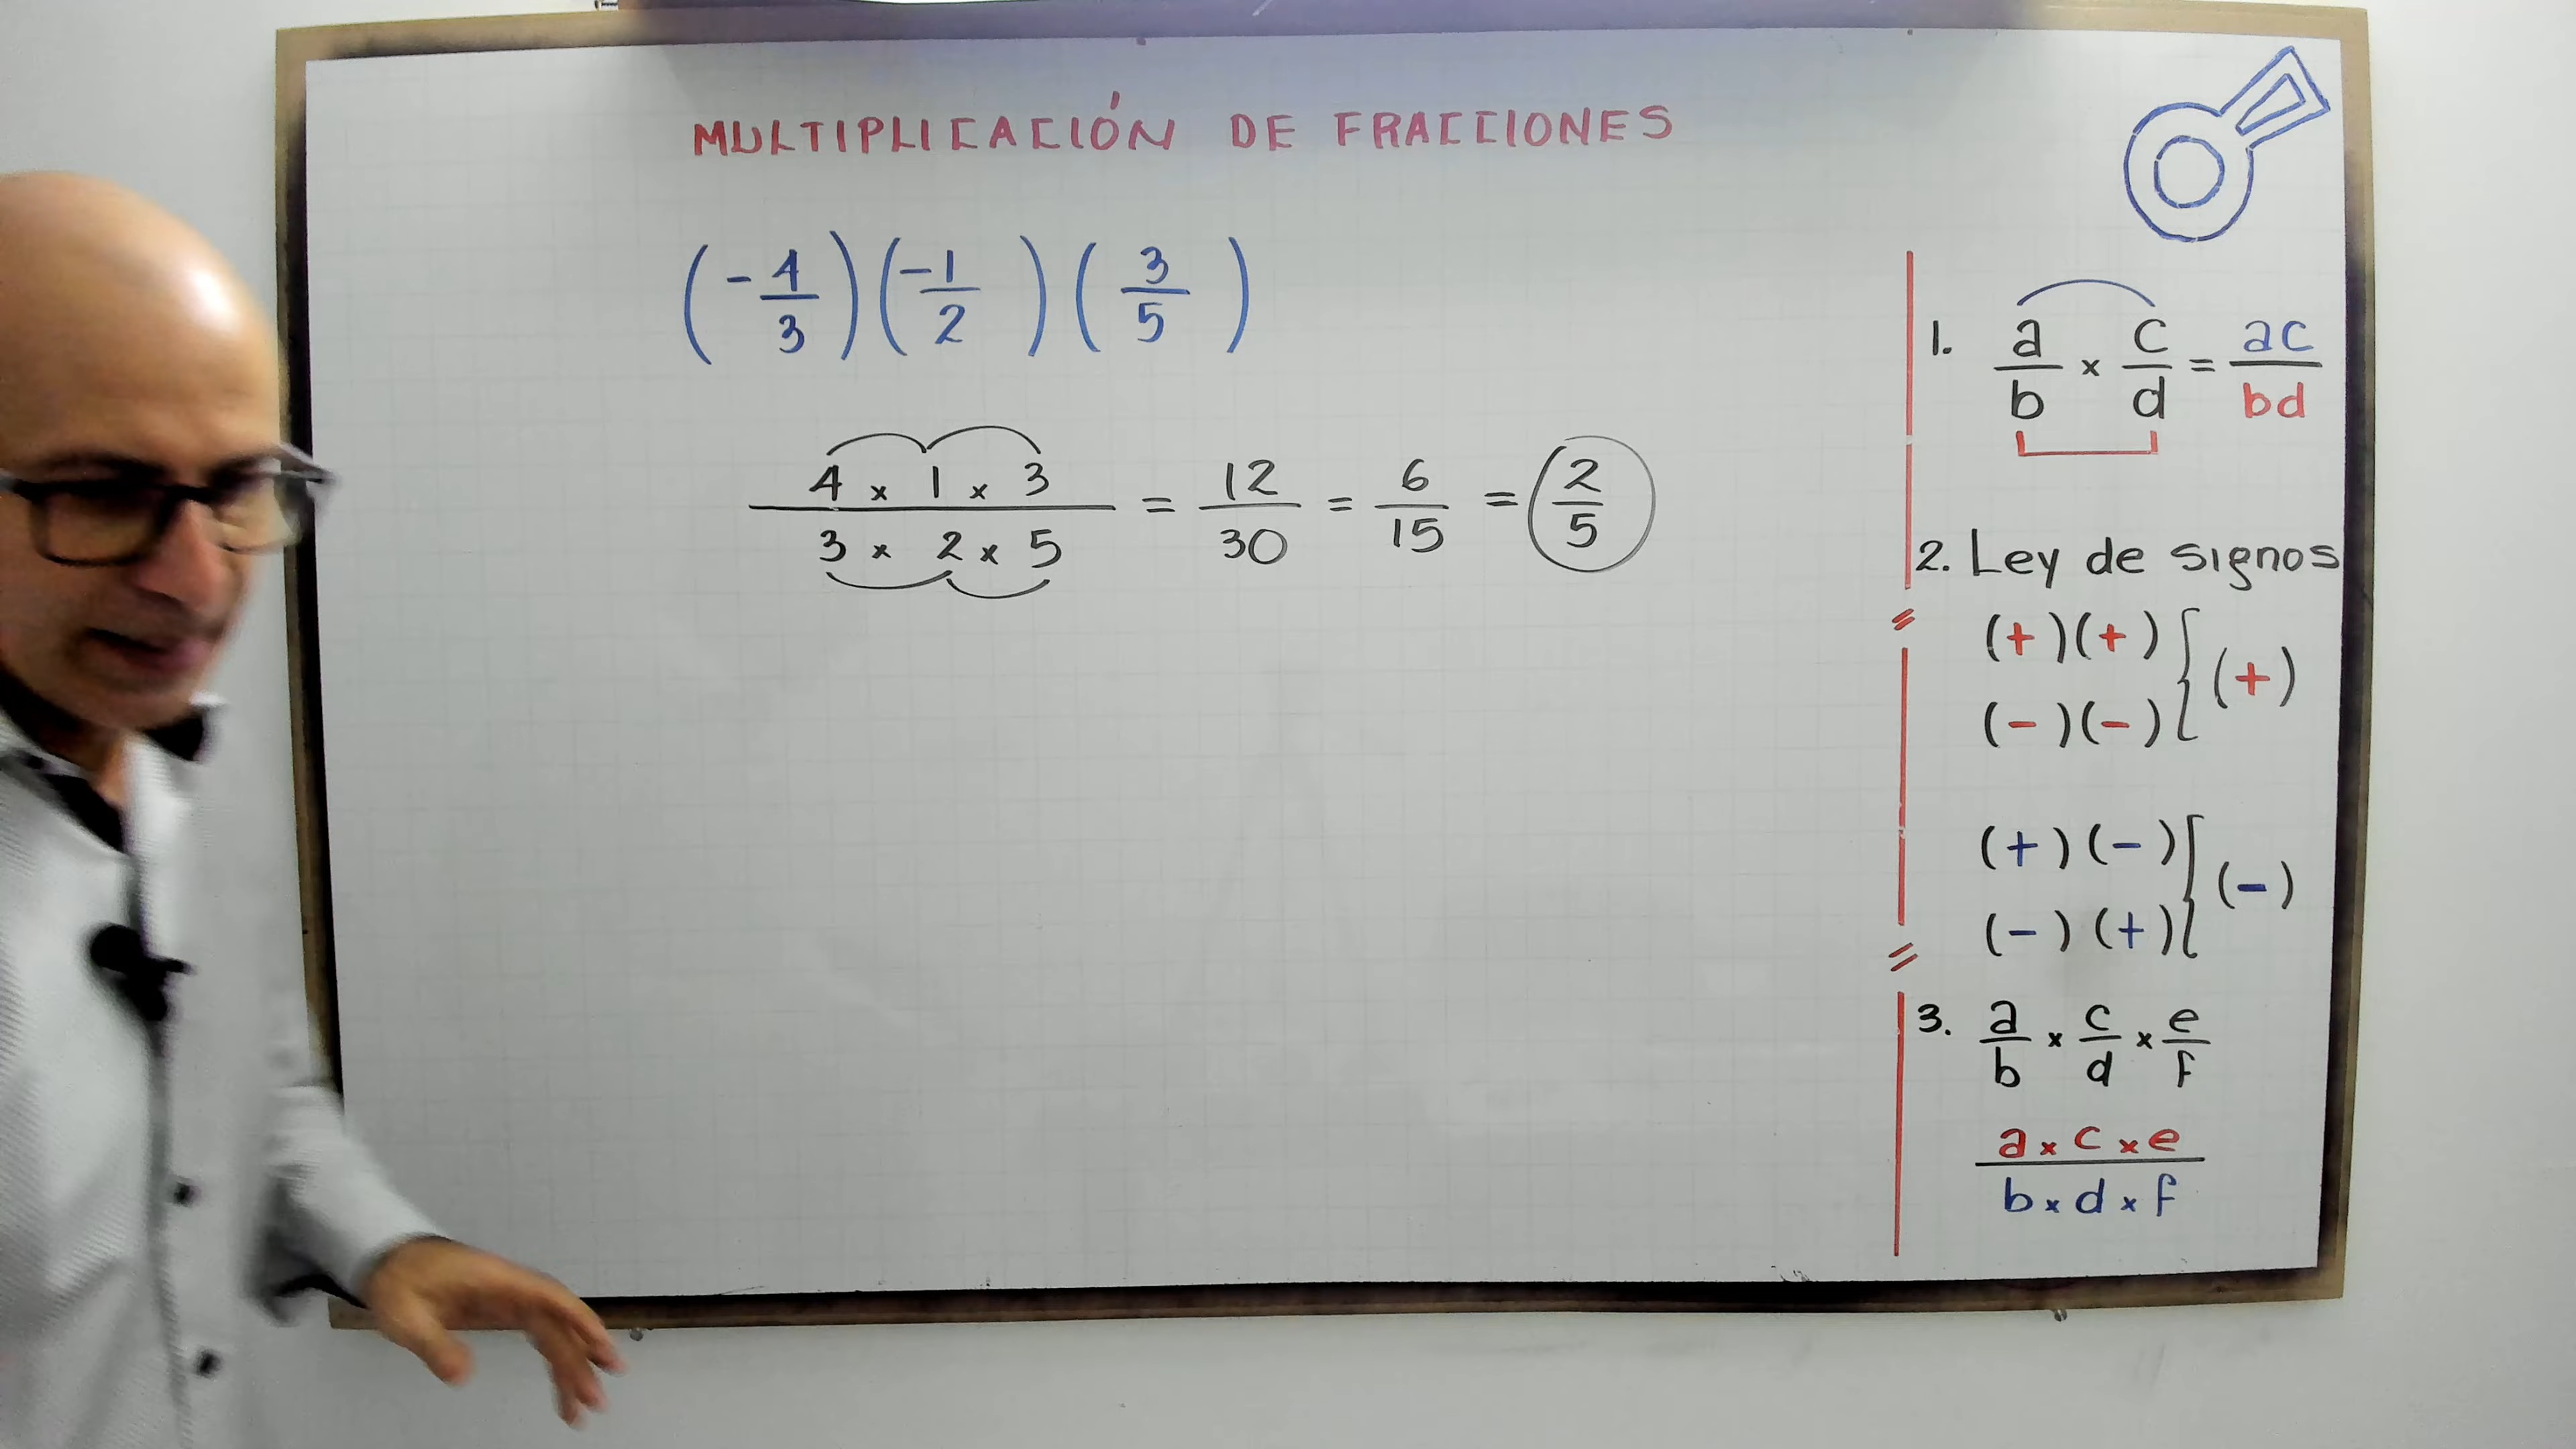 MULTIPLICACIÓN DE FRACCIONES
(-4/3)(-1/2)(3/5)
4 x 1 x 3 / 3 x 2 x 5 = 12/30 = 6/15 = 2/5
1. a/b x c/d = ac/bd
2. Ley de signos
(+)(+)
(-)(-)
(+)
(+)(-)
(-)(+)
(-)
3. a/b x c/d x e/f
a x c x e / b x d x f